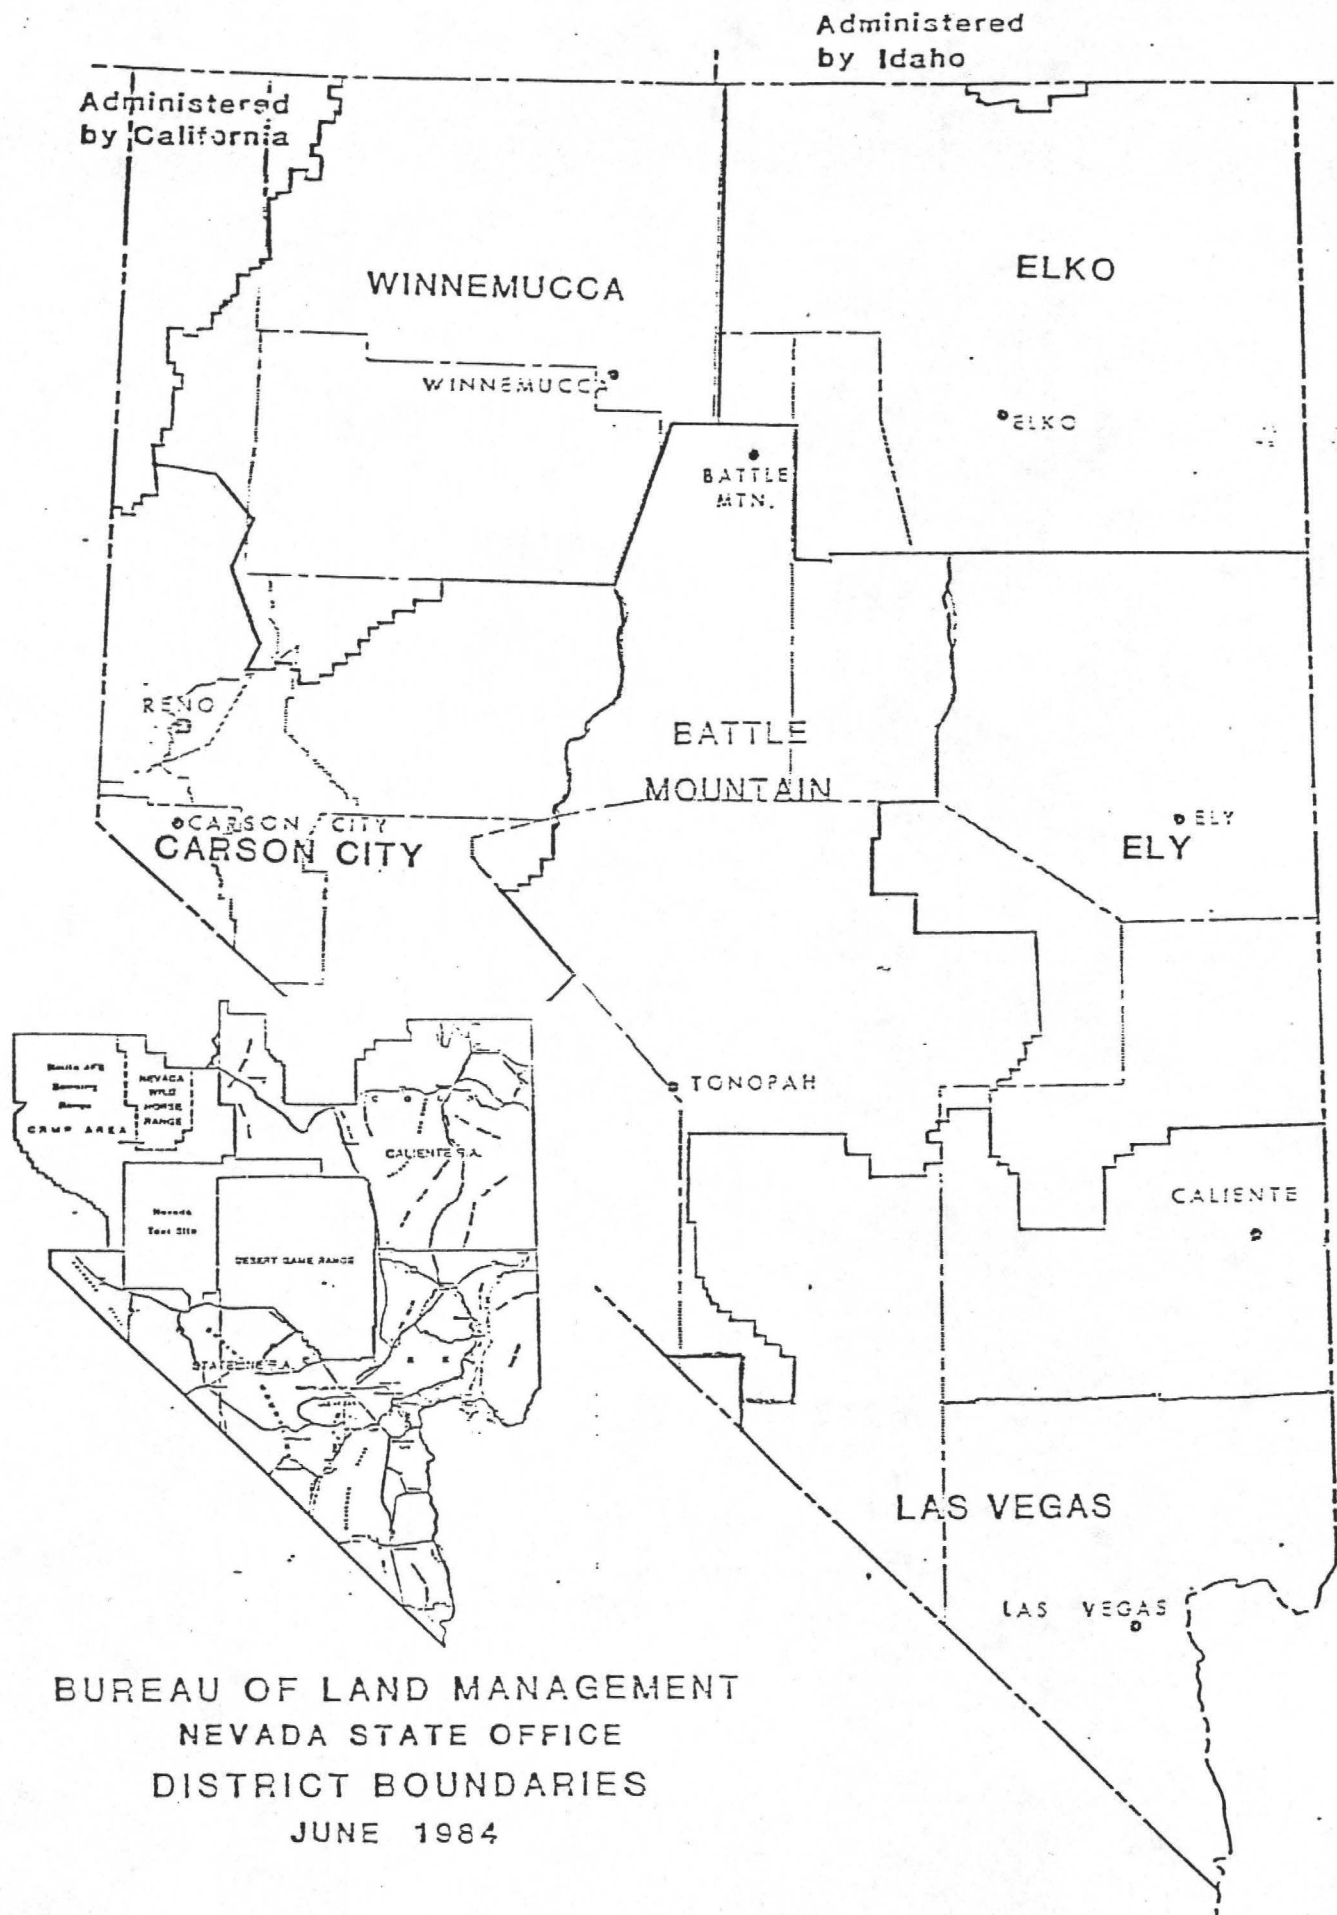 Administered
by Idaho
Administered
by California
WINNEMUCCA
ELKO
WINNEMUCCA
ELKO
BATTLE
MTN.
RENO
BATTLE
MOUNTAIN
CARSON CITY
CARSON CITY
ELY
ELY
TONOPAH
NEVADA
WILD
HORSE
RANGE
CRMP AREA
CALIENTE R.A.
CALIENTE
Nevada
Test Site
DESERT GAME RANGE
STATELINE R.A.
LAS VEGAS
LAS VEGAS
BUREAU OF LAND MANAGEMENT
NEVADA STATE OFFICE
DISTRICT BOUNDARIES
JUNE 1984